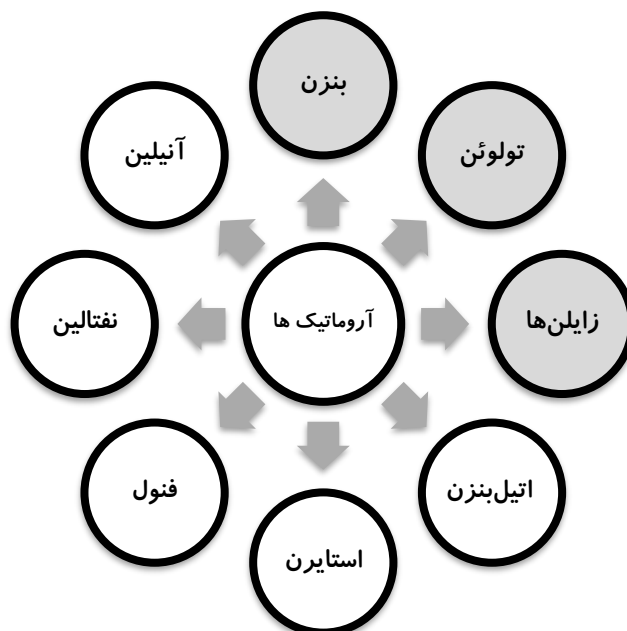 بنزن
تولوئن
زایلن‌ها
اتیل‌بنزن
استایرن
فنول
نفتالین
آنیلین
آروماتیک ها